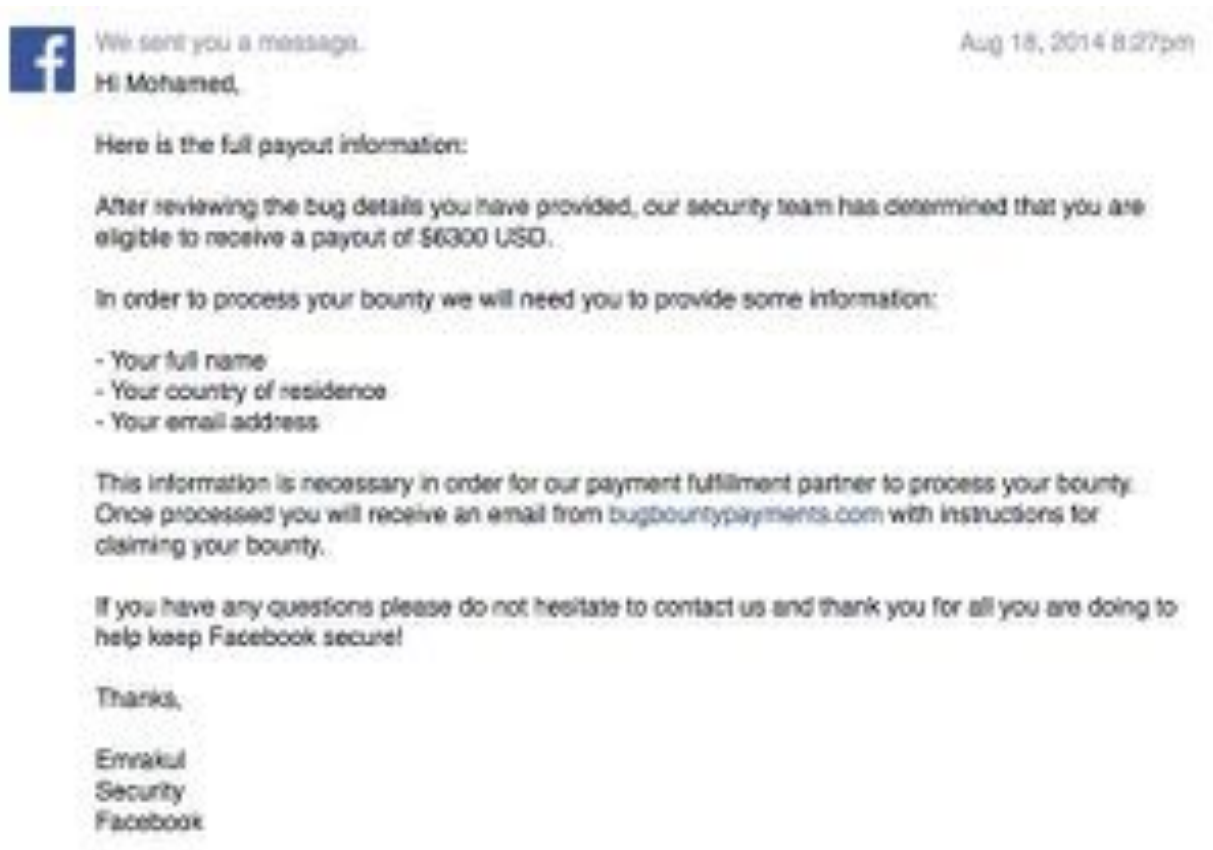 We sent you a message.
Aug 18, 2014 8:27pm
Hi Mohamed,
Here is the full payout information:
After reviewing the bug details you have provided, our security team has determined that you are
eligible to receive a payout of $6300 USD.
In order to process your bounty we will need you to provide some information:
- Your full name
- Your country of residence
- Your email address
This information is necessary in order for our payment fulfillment partner to process your bounty.
Once processed you will receive an email from bugbountypayments.com with instructions for
claiming your bounty.
If you have any questions please do not hesitate to contact us and thank you for all you are doing to
help keep Facebook secure!
Thanks,
Emrakul
Security
Facebook